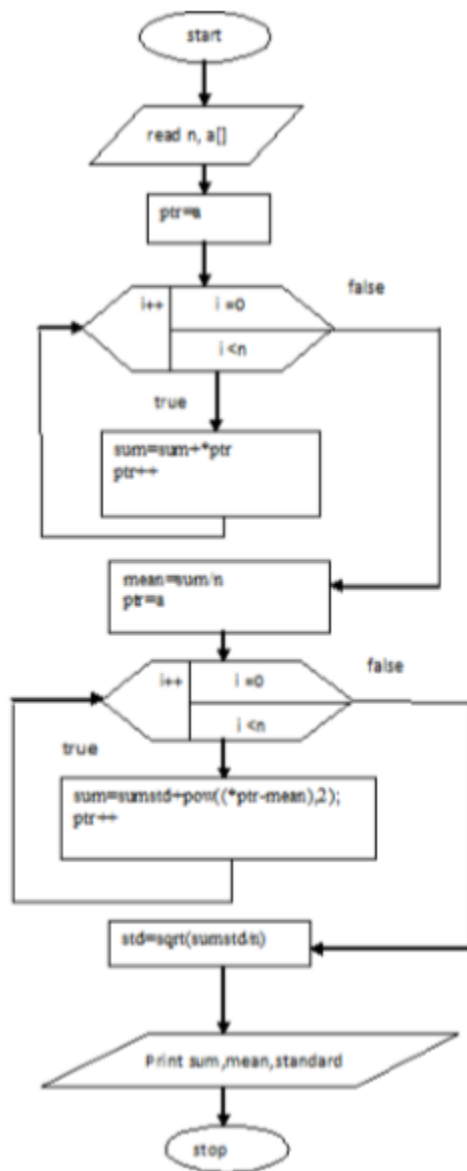 start
read n, a[]
ptr=a
false
i++
i =0
i <n
true
sum=sum+*ptr
ptr++
mean=sum/n
ptr=a
false
i++
i =0
i <n
true
sum=sumstd+pow((*ptr-mean),2);
ptr++
std=sqrt(sumstd/n)
Print sum,mean,standard
stop